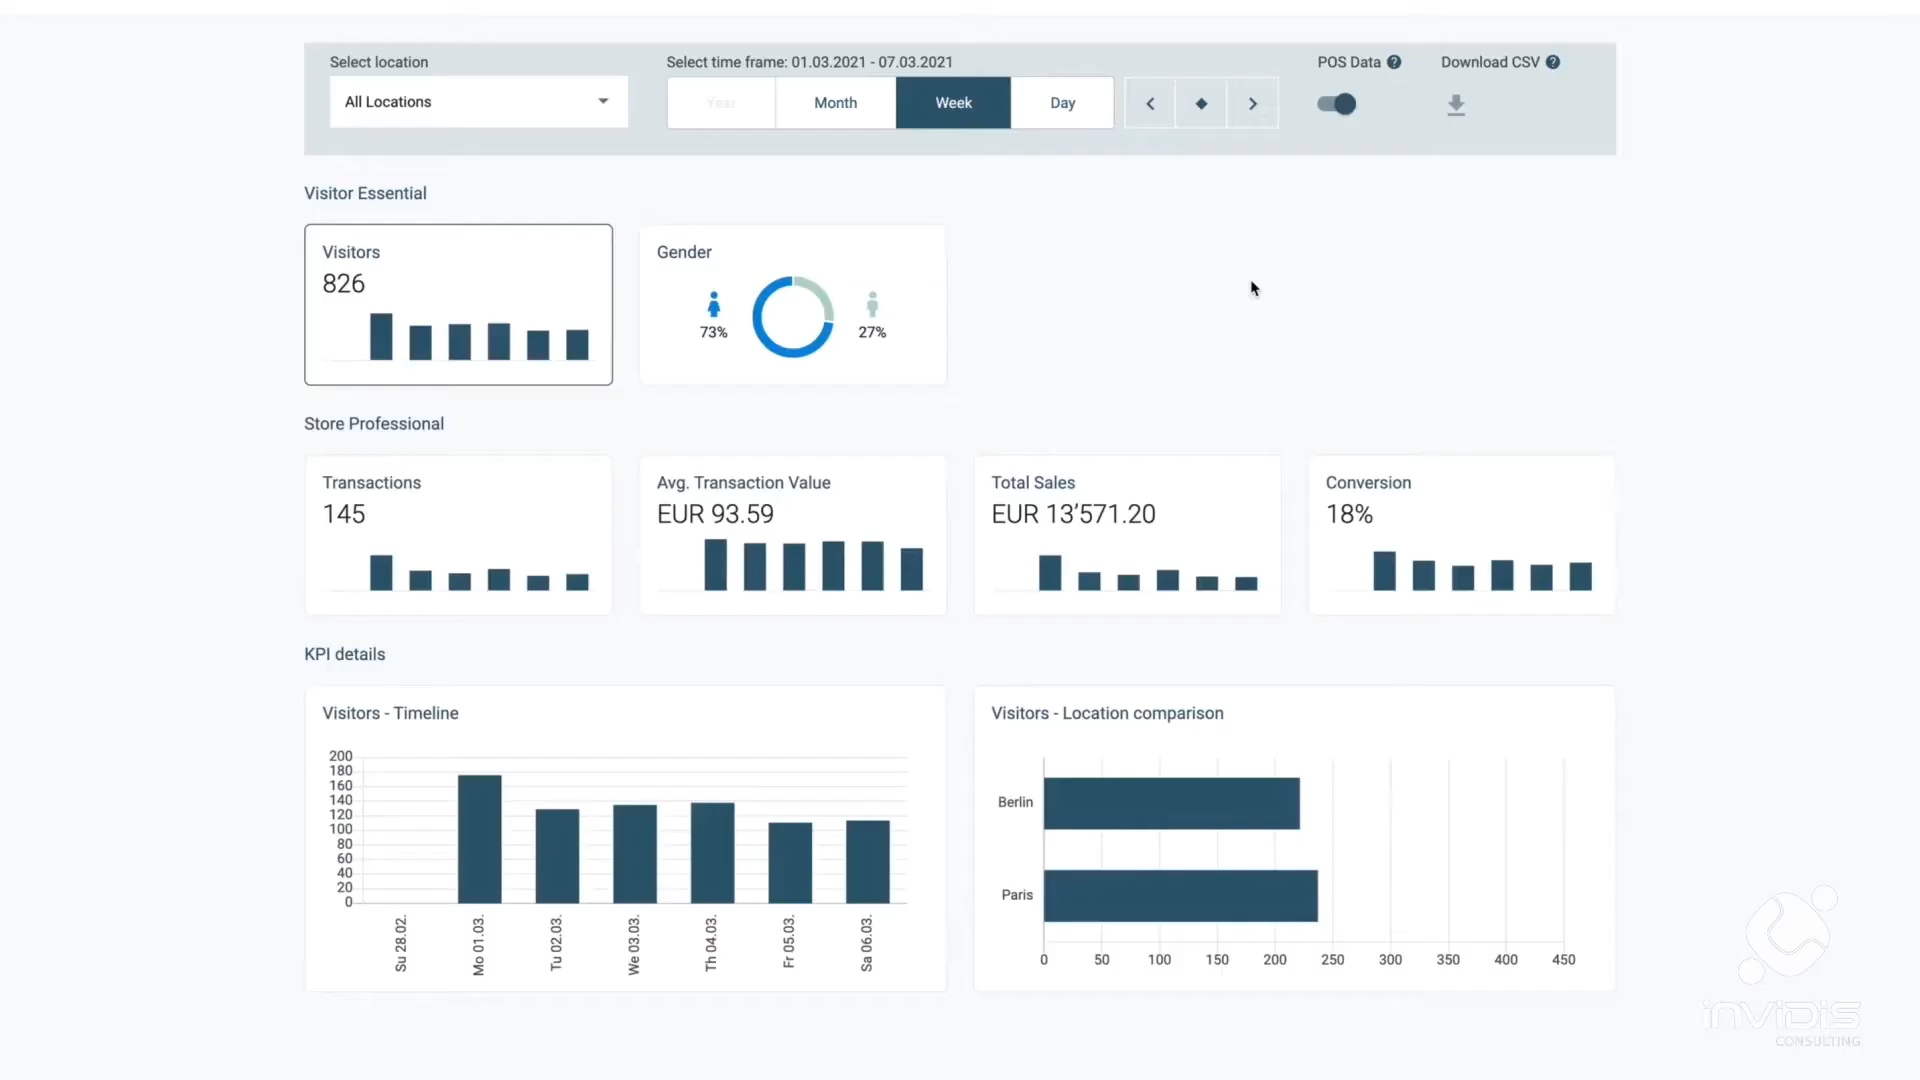 Select location
Select time frame: 01.03.2021 - 07.03.2021
POS Data ?
Download CSV ?
All Locations
Year
Month
Week
Day
Visitor Essential
Visitors
826
Gender
73%
27%
Store Professional
Transactions
145
Avg. Transaction Value
EUR 93.59
Total Sales
EUR 13’571.20
Conversion
18%
KPI details
Visitors - Timeline
200
180
160
140
120
100
80
60
40
20
0
Su 28.02.
Mo 01.03.
Tu 02.03.
We 03.03.
Th 04.03.
Fr 05.03.
Sa 06.03.
Visitors - Location comparison
Berlin
Paris
0
50
100
150
200
250
300
350
400
450
invidis
CONSULTING